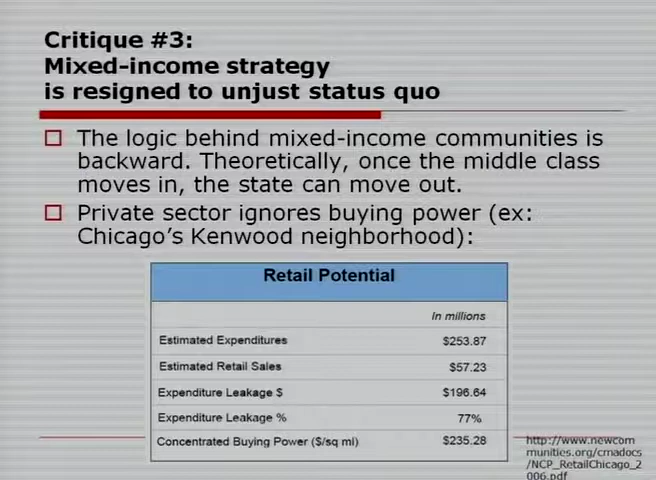 Critique #3:
Mixed-income strategy
is resigned to unjust status quo
The logic behind mixed-income communities is
backward. Theoretically, once the middle class
moves in, the state can move out.
Private sector ignores buying power (ex:
Chicago's Kenwood neighborhood):
Retail Potential
In millions
Estimated Expenditures $253.87
Estimated Retail Sales $57.23
Expenditure Leakage $ $196.64
Expenditure Leakage % 77%
Concentrated Buying Power ($/sq mi) $235.28
http://www.newcom
munities.org/cmadocs
/NCP_RetailChicago_2
006.pdf